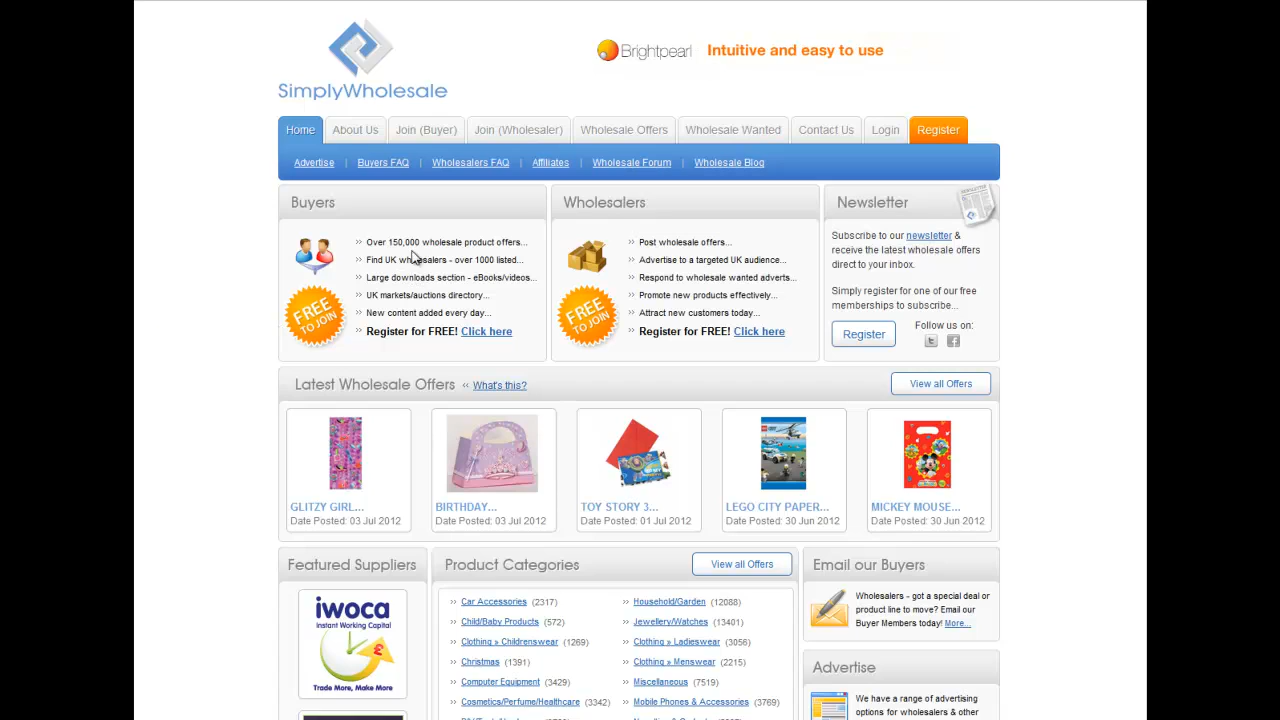 Brightpearl Intuitive and easy to use
SimplyWholesale
Home About Us Join (Buyer) Join (Wholesaler) Wholesale Offers Wholesale Wanted Contact Us Login Register
Advertise | Buyers FAQ | Wholesalers FAQ | Affiliates | Wholesale Forum | Wholesale Blog
Buyers
Over 150,000 wholesale product offers...
Find UK wholesalers - over 1000 listed...
Large downloads section - eBooks/videos...
UK markets/auctions directory...
New content added every day...
Register for FREE! Click here
FREE
TO JOIN
Wholesalers
Post wholesale offers...
Advertise to a targeted UK audience...
Respond to wholesale wanted adverts...
Promote new products effectively...
Attract new customers today...
Register for FREE! Click here
FREE
TO JOIN
Newsletter
NEWSLETTER
Subscribe to our newsletter &
receive the latest wholesale offers
direct to your inbox.
Simply register for one of our free
memberships to subscribe...
Register
Follow us on:
Latest Wholesale Offers « What's this?
View all Offers
GLITZY GIRL...
Date Posted: 03 Jul 2012
BIRTHDAY...
Date Posted: 03 Jul 2012
TOY STORY 3...
Date Posted: 01 Jul 2012
LEGO CITY PAPER...
Date Posted: 30 Jun 2012
MICKEY MOUSE...
Date Posted: 30 Jun 2012
Featured Suppliers
iwoca
Instant Working Capital
£
Trade More, Make More
Product Categories
View all Offers
Car Accessories (2317)
Child/Baby Products (572)
Clothing » Childrenswear (1269)
Christmas (1391)
Computer Equipment (3429)
Cosmetics/Perfume/Healthcare (3342)
Household/Garden (12088)
Jewellery/Watches (13401)
Clothing » Ladieswear (3056)
Clothing » Menswear (2215)
Miscellaneous (7519)
Mobile Phones & Accessories (3769)
Email our Buyers
Wholesalers - got a special deal or
product line to move? Email our
Buyer Members today! More...
Advertise
We have a range of advertising
options for wholesalers & other